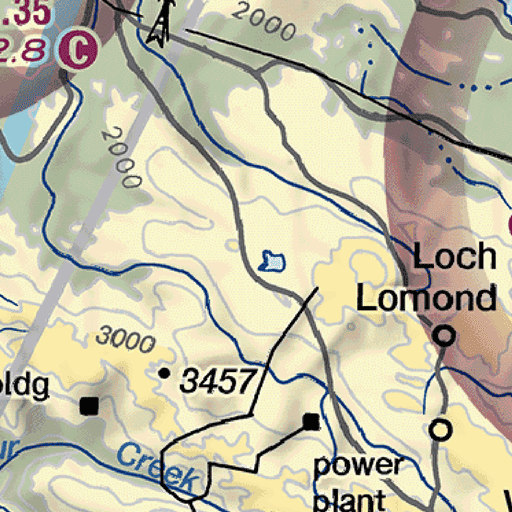 .35
2.8 C
2000
2000
Loch
Lomond
3000
3457
bldg
Creek
power
plant